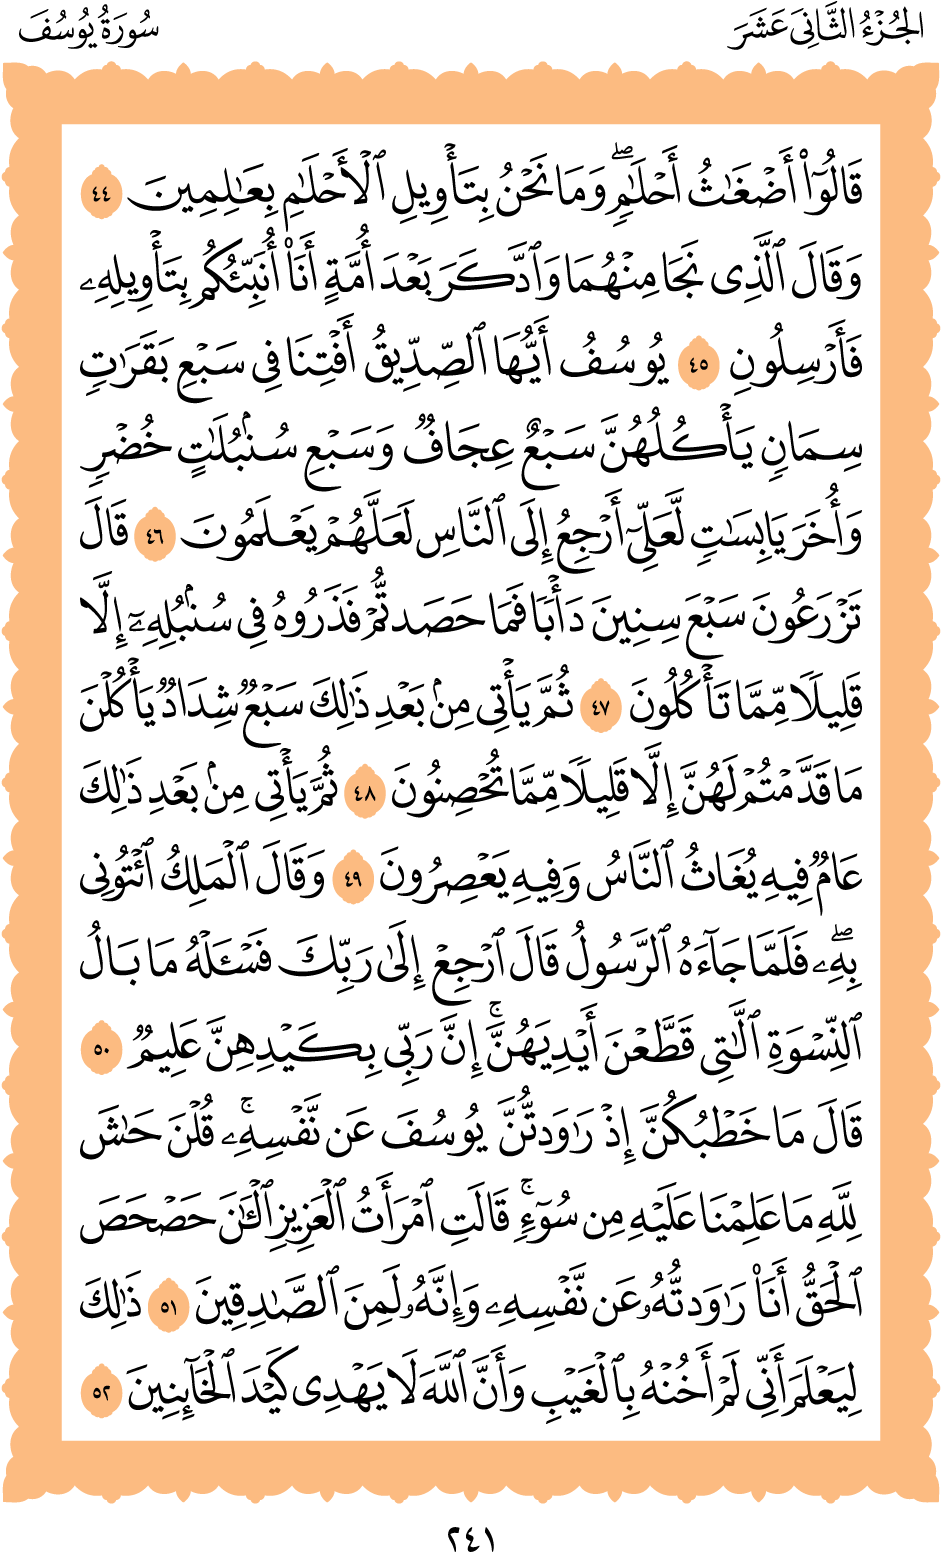 الجُزْءُ الثَّانِيَ عَشَرَ
سُورَةُ يُوسُفَ
قَالُوٓا۟ أَضْغَٰثُ أَحْلَٰمٍۢ ۖ وَمَا نَحْنُ بِتَأْوِيلِ ٱلْأَحْلَٰمِ بِعَٰلِمِينَ ٤٤
وَقَالَ ٱلَّذِى نَجَا مِنْهُمَا وَٱدَّكَرَ بَعْدَ أُمَّةٍ أَنَا۠ أُنَبِّئُكُم بِتَأْوِيلِهِۦ
فَأَرْسِلُونِ ٤٥ يُوسُفُ أَيُّهَا ٱلصِّدِّيقُ أَفْتِنَا فِى سَبْعِ بَقَرَٰتٍۢ
سِمَانٍۢ يَأْكُلُهُنَّ سَبْعٌ عِجَافٌۭ وَسَبْعِ سُنۢبُلَٰتٍ خُضْرٍۢ
وَأُخَرَ يَابِسَٰتٍۢ لَّعَلِّىٓ أَرْجِعُ إِلَى ٱلنَّاسِ لَعَلَّهُمْ يَعْلَمُونَ ٤٦ قَالَ
تَزْرَعُونَ سَبْعَ سِنِينَ دَأَبًۭا فَمَا حَصَدتُّمْ فَذَرُوهُ فِى سُنۢبُلِهِۦٓ إِلَّا
قَلِيلًۭا مِّمَّا تَأْكُلُونَ ٤٧ ثُمَّ يَأْتِى مِنۢ بَعْدِ ذَٰلِكَ سَبْعٌۭ شِدَادٌۭ يَأْكُلْنَ
مَا قَدَّمْتُمْ لَهُنَّ إِلَّا قَلِيلًۭا مِّمَّا تُحْصِنُونَ ٤٨ ثُمَّ يَأْتِى مِنۢ بَعْدِ ذَٰلِكَ
عَامٌۭ فِيهِ يُغَاثُ ٱلنَّاسُ وَفِيهِ يَعْصِرُونَ ٤٩ وَقَالَ ٱلْمَلِكُ ٱئْتُونِى
بِهِۦ ۖ فَلَمَّا جَآءَهُ ٱلرَّسُولُ قَالَ ٱرْجِعْ إِلَىٰ رَبِّكَ فَسْـَٔلْهُ مَا بَالُ
ٱلنِّسْوَةِ ٱلَّٰتِى قَطَّعْنَ أَيْدِيَهُنَّ ۚ إِنَّ رَبِّى بِكَيْدِهِنَّ عَلِيمٌۭ ٥٠
قَالَ مَا خَطْبُكُنَّ إِذْ رَٰوَدتُّنَّ يُوسُفَ عَن نَّفْسِهِۦ ۚ قُلْنَ حَٰشَ
لِلَّهِ مَا عَلِمْنَا عَلَيْهِ مِن سُوٓءٍۢ ۚ قَالَتِ ٱمْرَأَتُ ٱلْعَزِيزِ ٱلْـَٰٔنَ حَصْحَصَ
ٱلْحَقُّ أَنَا۠ رَٰوَدتُّهُۥ عَن نَّفْسِهِۦ وَإِنَّهُۥ لَمِنَ ٱلصَّٰدِقِينَ ٥١ ذَٰلِكَ
لِيَعْلَمَ أَنِّى لَمْ أَخُنْهُ بِٱلْغَيْبِ وَأَنَّ ٱللَّهَ لَا يَهْدِى كَيْدَ ٱلْخَآئِنِينَ ٥٢
٢٤١